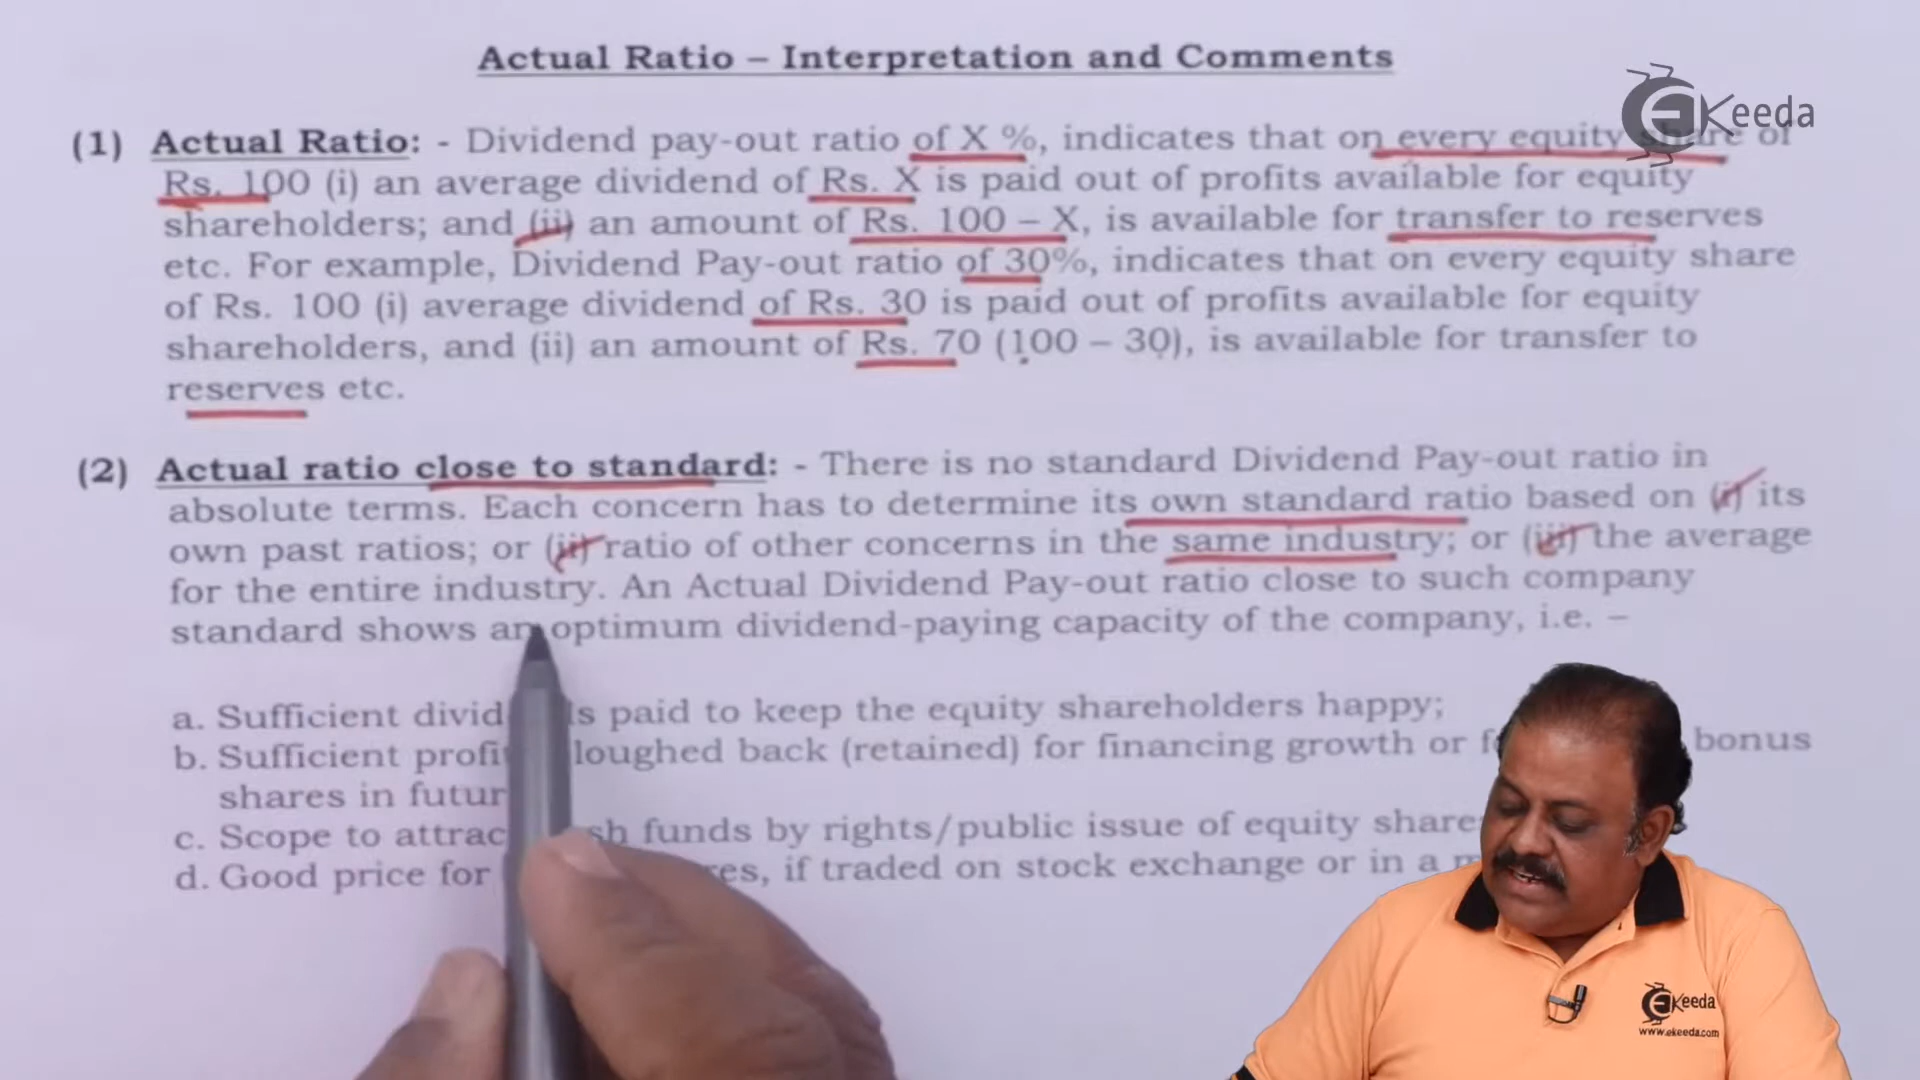 Actual Ratio – Interpretation and Comments
EKeeda
(1) Actual Ratio: - Dividend pay-out ratio of X %, indicates that on every equity share of
Rs. 100 (i) an average dividend of Rs. X is paid out of profits available for equity
shareholders; and (ii) an amount of Rs. 100 – X, is available for transfer to reserves
etc. For example, Dividend Pay-out ratio of 30%, indicates that on every equity share
of Rs. 100 (i) average dividend of Rs. 30 is paid out of profits available for equity
shareholders, and (ii) an amount of Rs. 70 (100 – 30), is available for transfer to
reserves etc.
(2) Actual ratio close to standard: - There is no standard Dividend Pay-out ratio in
absolute terms. Each concern has to determine its own standard ratio based on (i) its
own past ratios; or (ii) ratio of other concerns in the same industry; or (iii) the average
for the entire industry. An Actual Dividend Pay-out ratio close to such company
standard shows an optimum dividend-paying capacity of the company, i.e. –
a. Sufficient paid to keep the equity shareholders happy;
b. Sufficient (retained) for financing growth or bonus
shares in
c. Scope to funds by rights/public issue of equity
d. Good price for if traded on stock exchange or in a
EKeeda
www.ekeeda.com